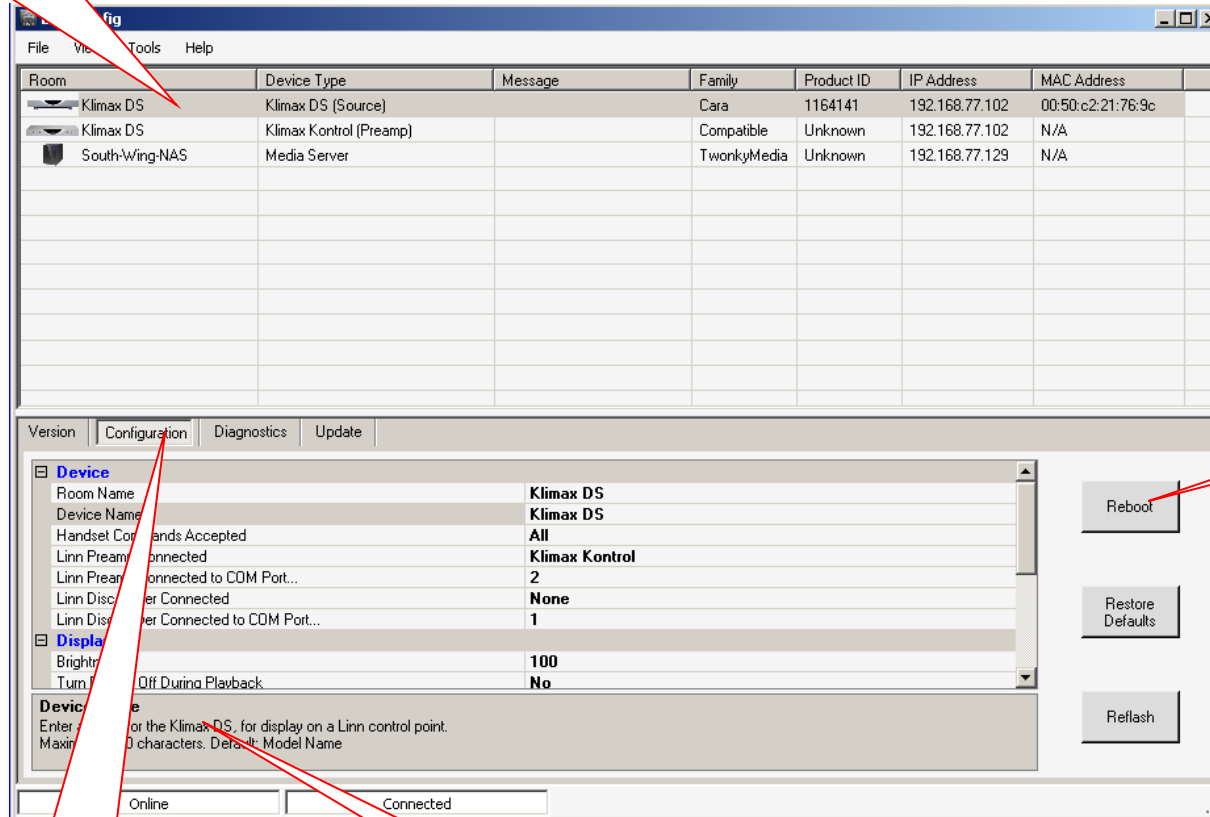 File Tools Help
Room Device Type Message Family Product ID IP Address MAC Address
Klimax DS Klimax DS (Source) Cara 1164141 192.168.77.102 00:50:c2:21:76:9c
Klimax DS Klimax Kontrol (Preamp) Compatible Unknown 192.168.77.102 N/A
South-Wing-NAS Media Server TwonkyMedia Unknown 192.168.77.129 N/A
Version Configuration Diagnostics Update
Device
Room Name Klimax DS
Device Name Klimax DS
Handset Commands Accepted All
Linn Preamp Connected Klimax Kontrol
Linn Preamp Connected to COM Port... 2
Linn Disc Player Connected None
Linn Disc Player Connected to COM Port... 1
Display
Brightness 100
Turn Off During Playback No
Device Name
Enter for the Klimax DS, for display on a Linn control point.
characters. Default: Model Name
Reboot
Restore
Defaults
Reflash
Online Connected